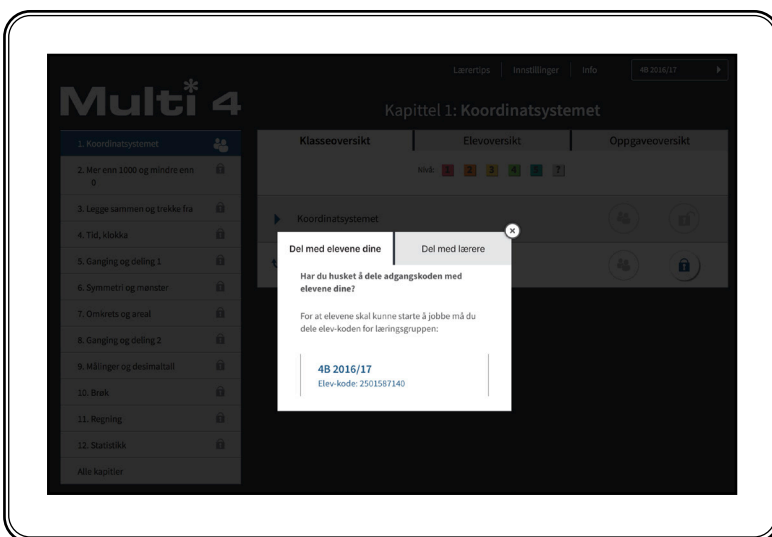 Lærertips
Innstillinger
Info
4B 2016/17
Multi* 4
Kapittel 1: Koordinatsystemet
1. Koordinatsystemet
2. Mer enn 1000 og mindre enn
0
3. Legge sammen og trekke fra
4. Tid, klokka
5. Ganging og deling 1
6. Symmetri og mønster
7. Omkrets og areal
8. Ganging og deling 2
9. Målinger og desimaltall
10. Brøk
11. Regning
12. Statistikk
Alle kapitler
Klasseoversikt
Elevoversikt
Oppgaveoversikt
Nivå: 1 2 3 4 5 7
Koordinatsystemet
Del med elevene dine
Del med lærere
Har du husket å dele adgangskoden med
elevene dine?
For at elevene skal kunne starte å jobbe må du
dele elev-koden for læringsgruppen:
4B 2016/17
Elev-kode: 2501587140